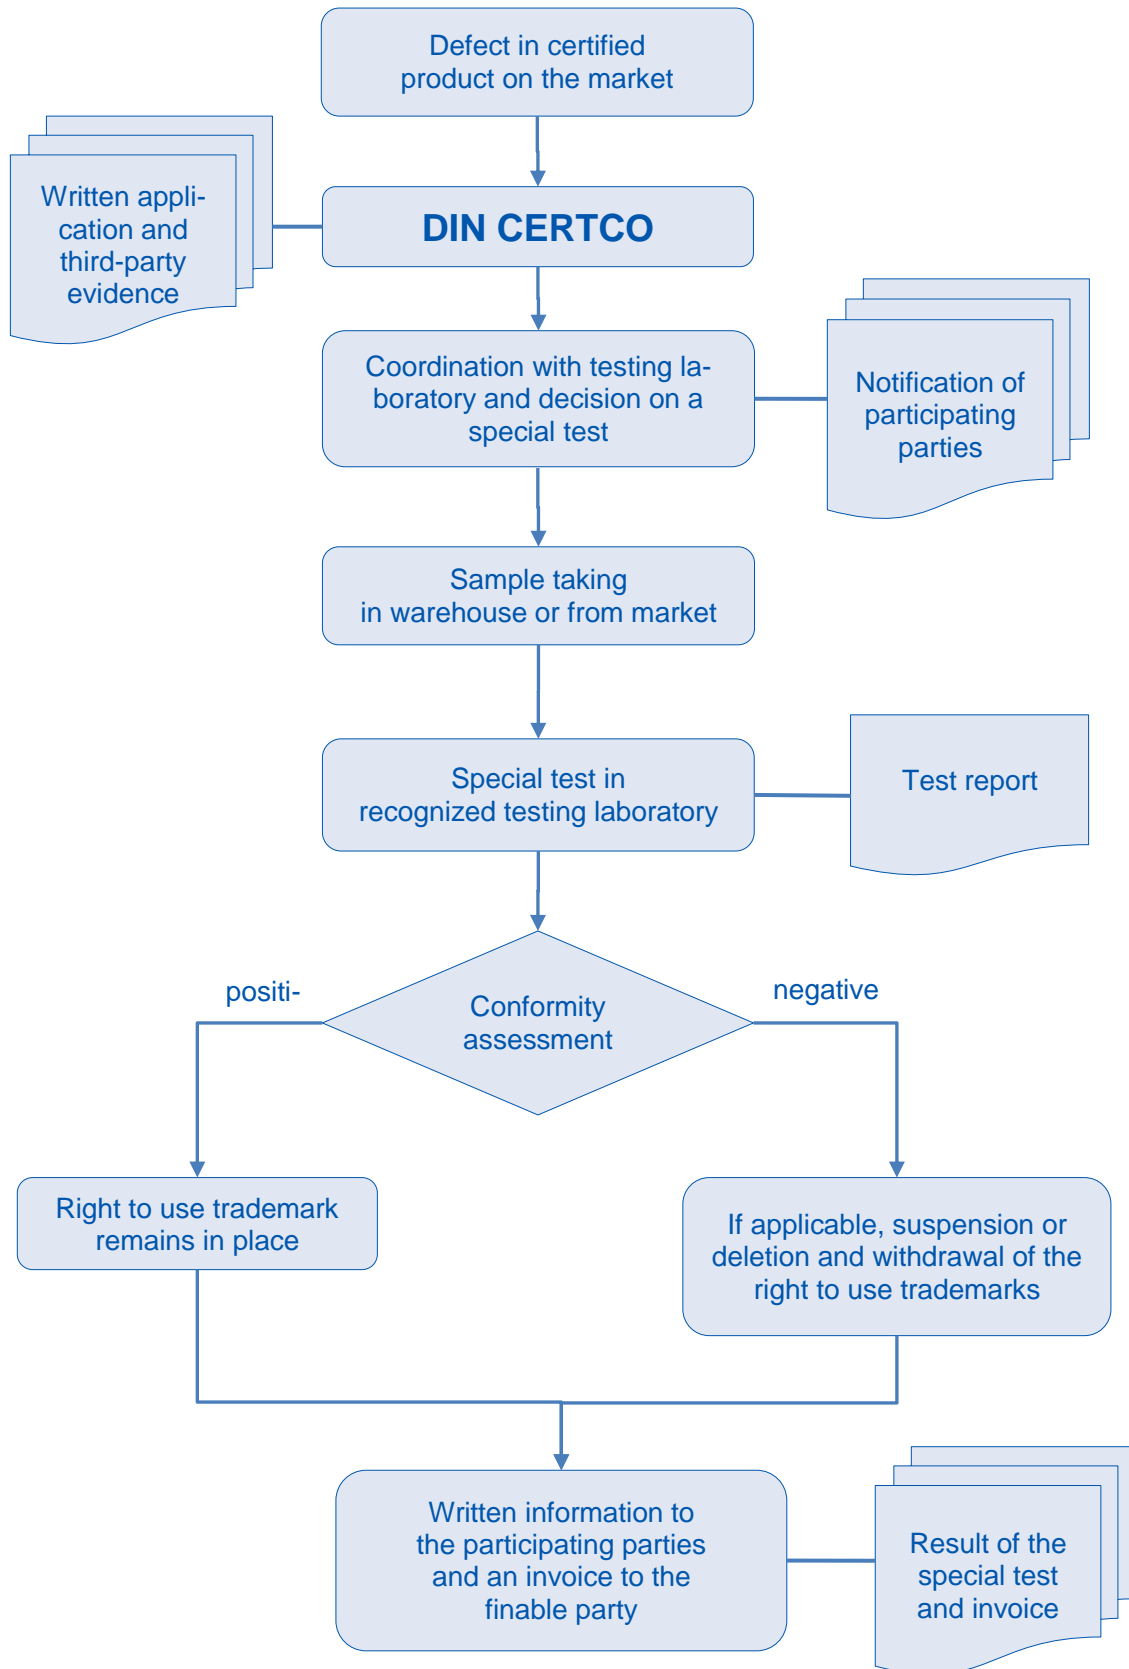 Defect in certified
product on the market
Written appli-
cation and
third-party
evidence
DIN CERTCO
Coordination with testing la-
boratory and decision on a
special test
Notification of
participating
parties
Sample taking
in warehouse or from market
Special test in
recognized testing laboratory
Test report
positi-
Conformity
assessment
negative
Right to use trademark
remains in place
If applicable, suspension or
deletion and withdrawal of the
right to use trademarks
Written information to
the participating parties
and an invoice to the
finable party
Result of the
special test
and invoice